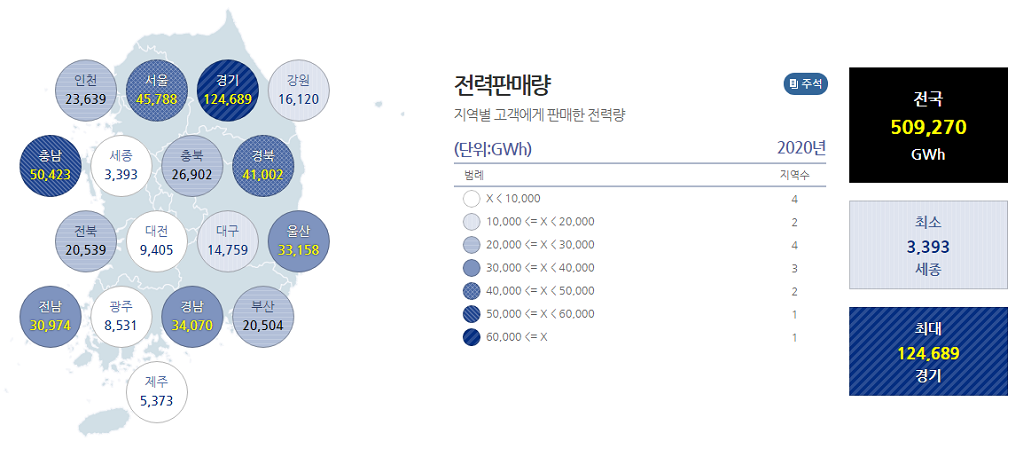 인천
23,639
서울
45,788
경기
124,689
강원
16,120
충남
50,423
세종
3,393
충북
26,902
경북
41,002
전북
20,539
대전
9,405
대구
14,759
울산
33,158
전남
30,974
광주
8,531
경남
34,070
부산
20,504
제주
5,373
전력판매량
주석
지역별 고객에게 판매한 전력량
(단위:GWh) 2020년
범례 지역수
X < 10,000 4
10,000 <= X < 20,000 2
20,000 <= X < 30,000 4
30,000 <= X < 40,000 3
40,000 <= X < 50,000 2
50,000 <= X < 60,000 1
60,000 <= X 1
전국
509,270
GWh
최소
3,393
세종
최대
124,689
경기